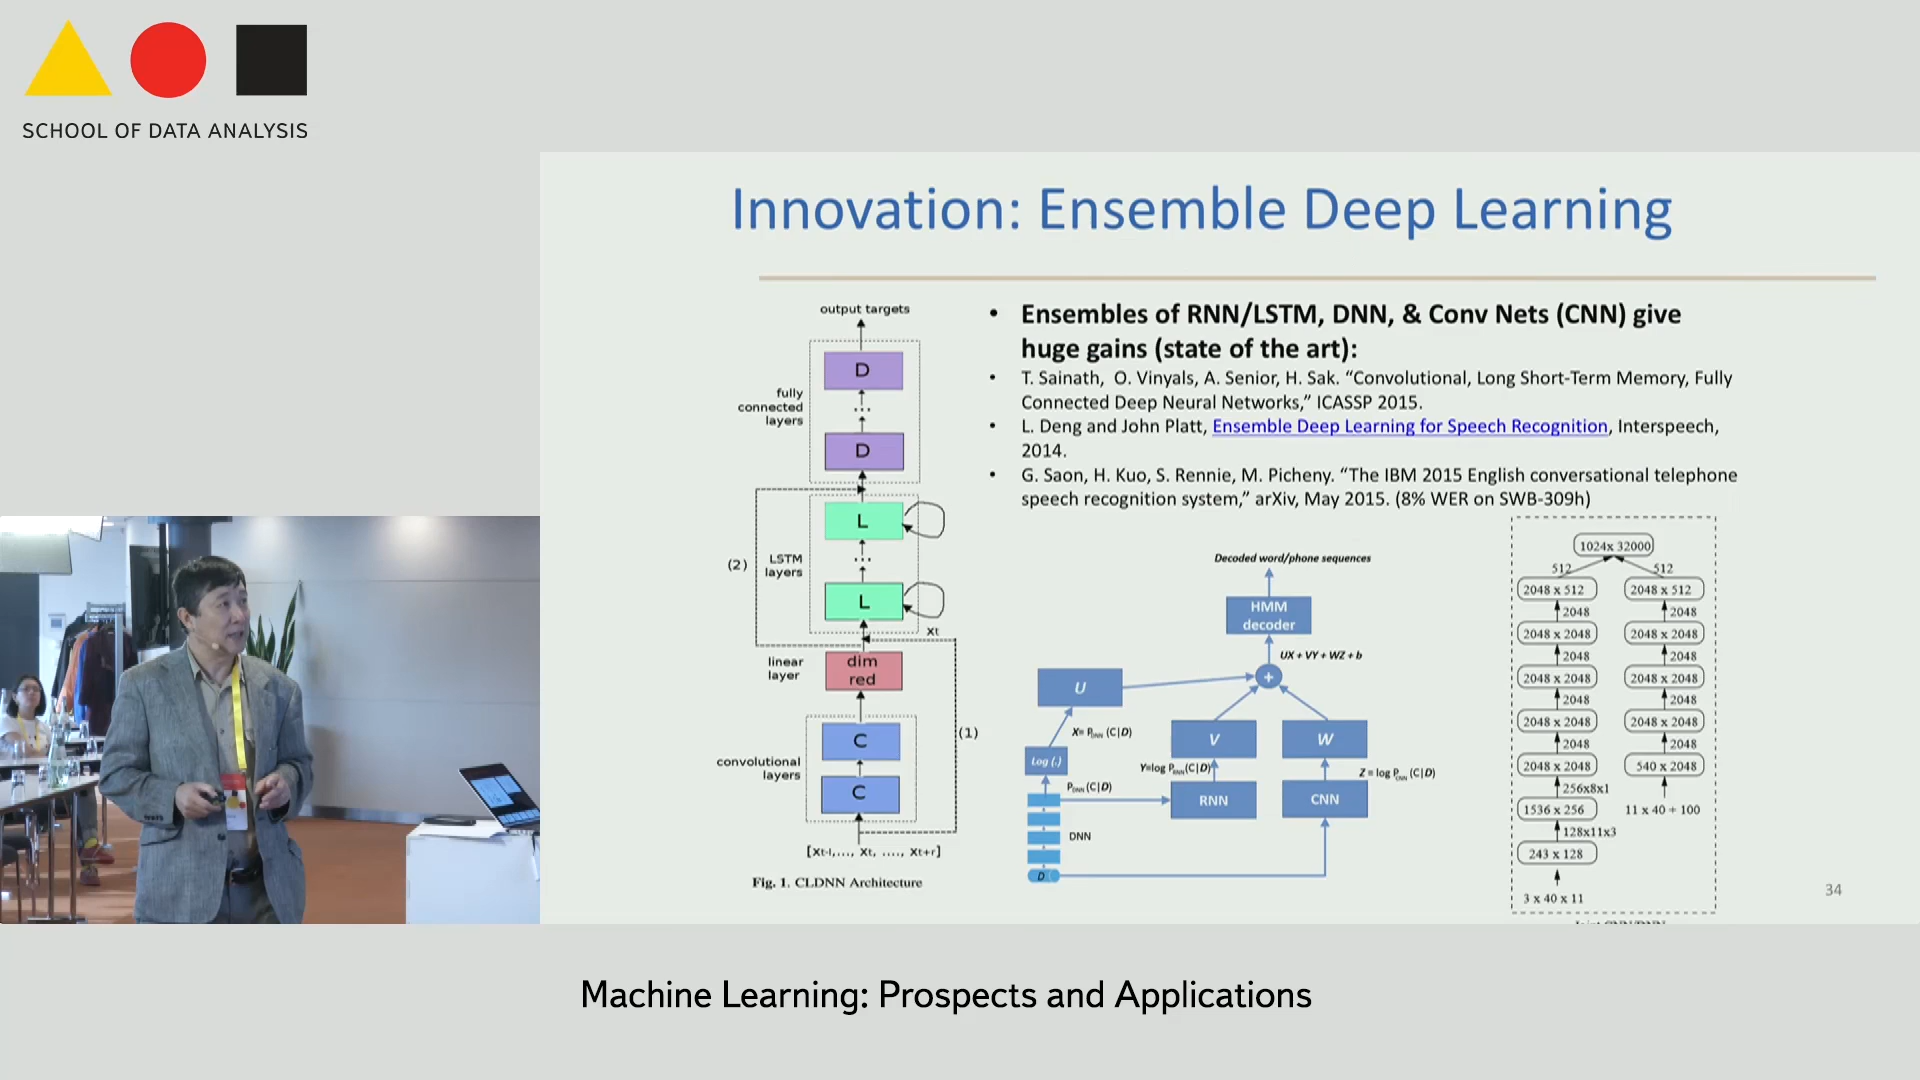 SCHOOL OF DATA ANALYSIS
Innovation: Ensemble Deep Learning
output targets
D
...
D
fully
connected
layers
L
...
L
LSTM
layers
(2)
xt
linear
layer
dim
red
C
C
convolutional
layers
(1)
[xt-l,..., xt, ...., xt+r]
Fig. 1. CLDNN Architecture
• Ensembles of RNN/LSTM, DNN, & Conv Nets (CNN) give
huge gains (state of the art):
• T. Sainath, O. Vinyals, A. Senior, H. Sak. “Convolutional, Long Short-Term Memory, Fully
Connected Deep Neural Networks,” ICASSP 2015.
• L. Deng and John Platt, Ensemble Deep Learning for Speech Recognition, Interspeech,
2014.
• G. Saon, H. Kuo, S. Rennie, M. Picheny. “The IBM 2015 English conversational telephone
speech recognition system,” arXiv, May 2015. (8% WER on SWB-309h)
Decoded word/phone sequences
HMM
decoder
UX + VY + WZ + b
+
U
X= PDNN (C|D)
V
W
Log (.)
Y=log PRNN(C|D)
Z = log PCNN (C|D)
PDNN (C|D)
RNN
CNN
DNN
D
1024x 32000
512
512
2048 x 512
2048 x 512
2048
2048
2048 x 2048
2048 x 2048
2048
2048
2048 x 2048
2048 x 2048
2048
2048
2048 x 2048
2048 x 2048
2048
2048
2048 x 2048
540 x 2048
256x8x1
1536 x 256
11 x 40 + 100
128x11x3
243 x 128
3 x 40 x 11
34
Machine Learning: Prospects and Applications